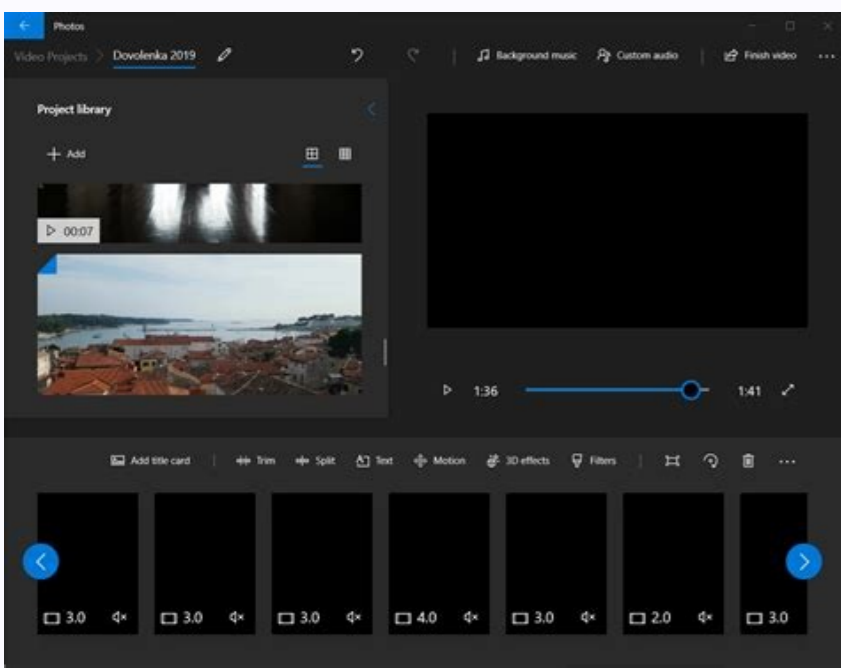 Photos
Video Projects > Dovolenka 2019
Background music Custom audio Finish video
Project library
Add
00:07
1:36 1:41
Add title card Trim Split Text Motion 3D effects Filters
3.0 3.0 3.0 4.0 3.0 2.0 3.0